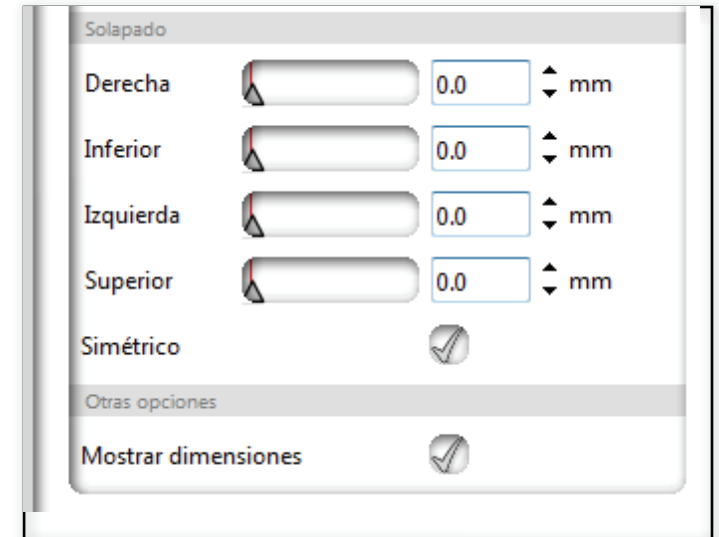 Solapado
Derecha 0.0 mm
Inferior 0.0 mm
Izquierda 0.0 mm
Superior 0.0 mm
Simétrico
Otras opciones
Mostrar dimensiones